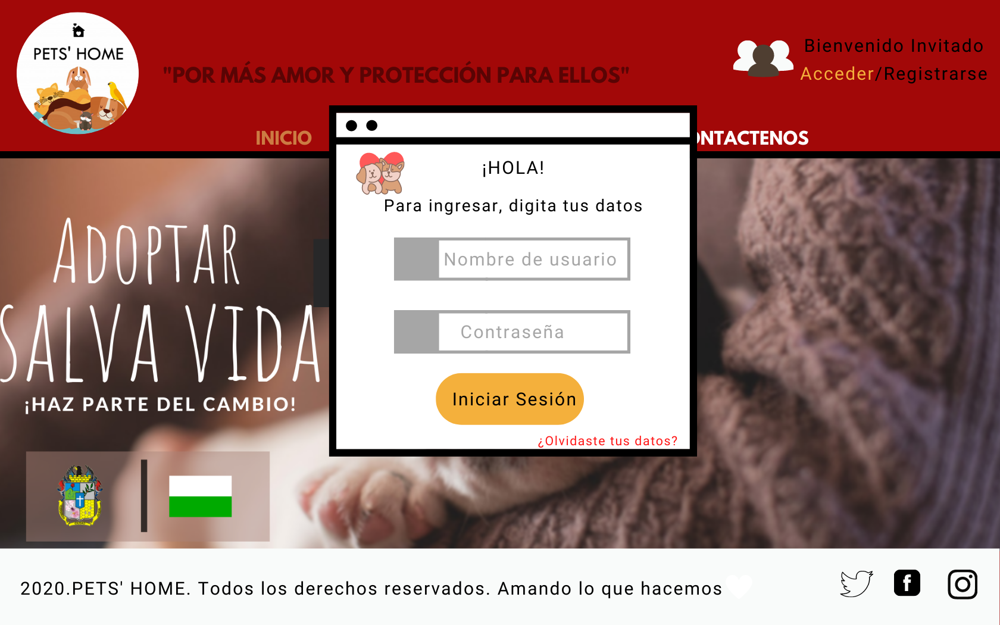 PETS' HOME
"POR MÁS AMOR Y PROTECCIÓN PARA ELLOS"
Bienvenido Invitado
Acceder/Registrarse
INICIO
ONTACTENOS
¡HOLA!
Para ingresar, digita tus datos
Nombre de usuario
Contraseña
Iniciar Sesión
¿Olvidaste tus datos?
ADOPTAR
SALVA VIDA
¡HAZ PARTE DEL CAMBIO!
2020.PETS' HOME. Todos los derechos reservados. Amando lo que hacemos